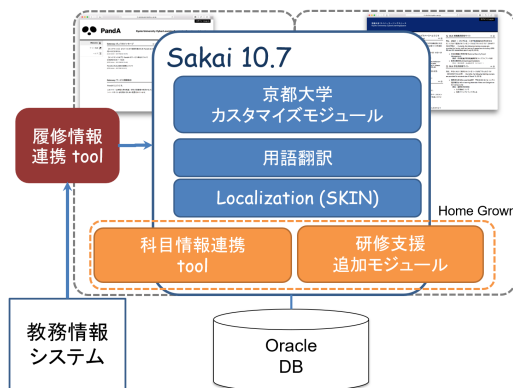 PandA
Sakai 10.7
京都大学
カスタマイズモジュール
履修情報
連携 tool
用語翻訳
Localization (SKIN)
Home Grown
科目情報連携
tool
研修支援
追加モジュール
教務情報
システム
Oracle
DB